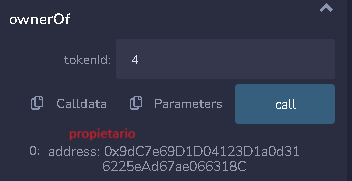 ownerOf
tokenId: 4
Calldata Parameters call
propietario
0: address: 0x9dC7e69D1D04123D1a0d31
6225eAd67ae066318C